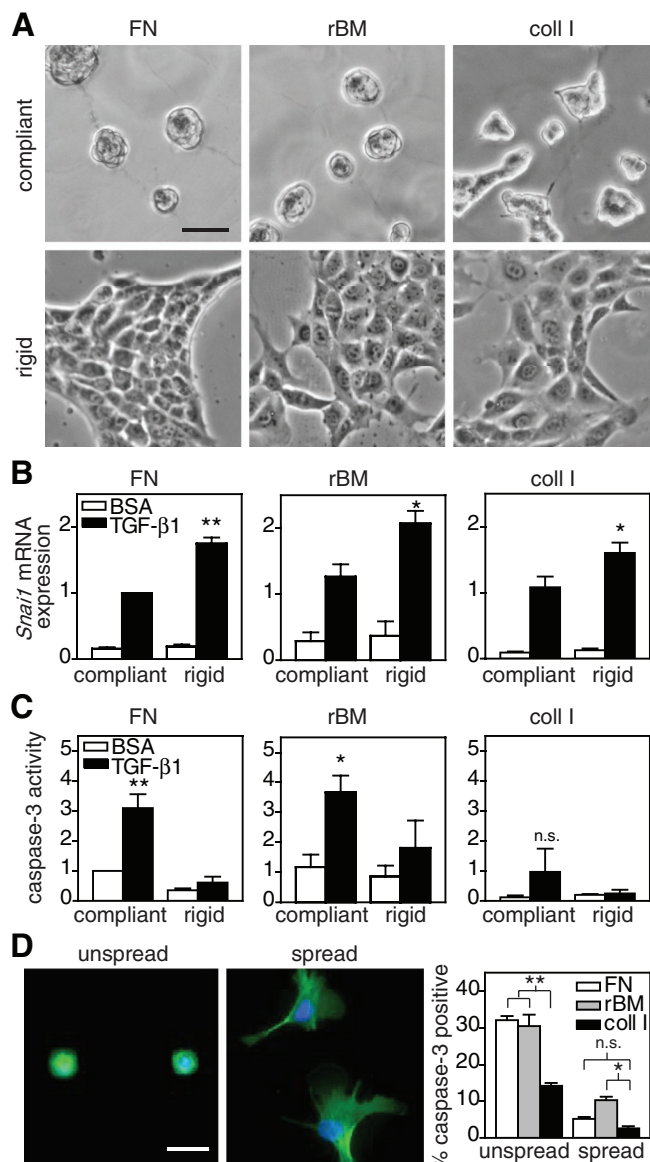 A
FN rBM coll I
compliant
rigid
B
FN rBM coll I
Snai1 mRNA
expression
2
1
0
BSA
TGF-β1
**
compliant rigid
2
1
0
*
compliant rigid
2
1
0
*
compliant rigid
C
FN rBM coll I
caspase-3 activity
5
4
3
2
1
0
BSA
TGF-β1
**
compliant rigid
5
4
3
2
1
0
*
compliant rigid
5
4
3
2
1
0
n.s.
compliant rigid
D
unspread spread
% caspase-3 positive
40
30
20
10
0
**
FN
rBM
coll I
n.s.
*
unspread spread